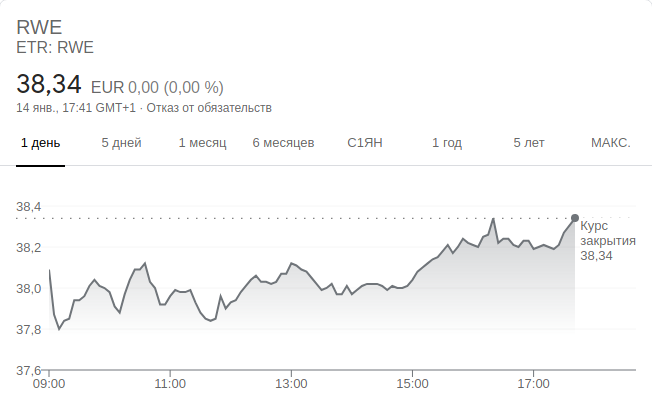 RWE
ETR: RWE
38,34 EUR 0,00 (0,00 %)
14 янв., 17:41 GMT+1 · Отказ от обязательств
1 день 5 дней 1 месяц 6 месяцев С1ЯН 1 год 5 лет МАКС.
38,4
Курс
закрытия
38,34
38,2
38,0
37,8
37,6
09:00 11:00 13:00 15:00 17:00